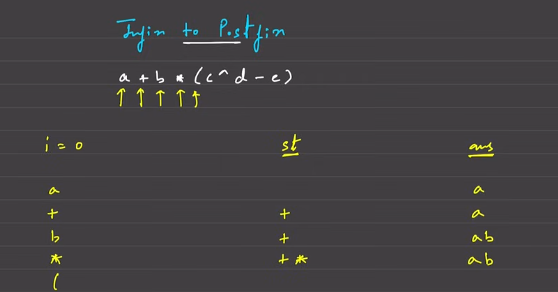 Infix to Postfix
a + b * (c ^ d - e)
↑ ↑ ↑ ↑ ↑
i = 0 st ans
a a
+ + a
b + ab
* + * ab
(